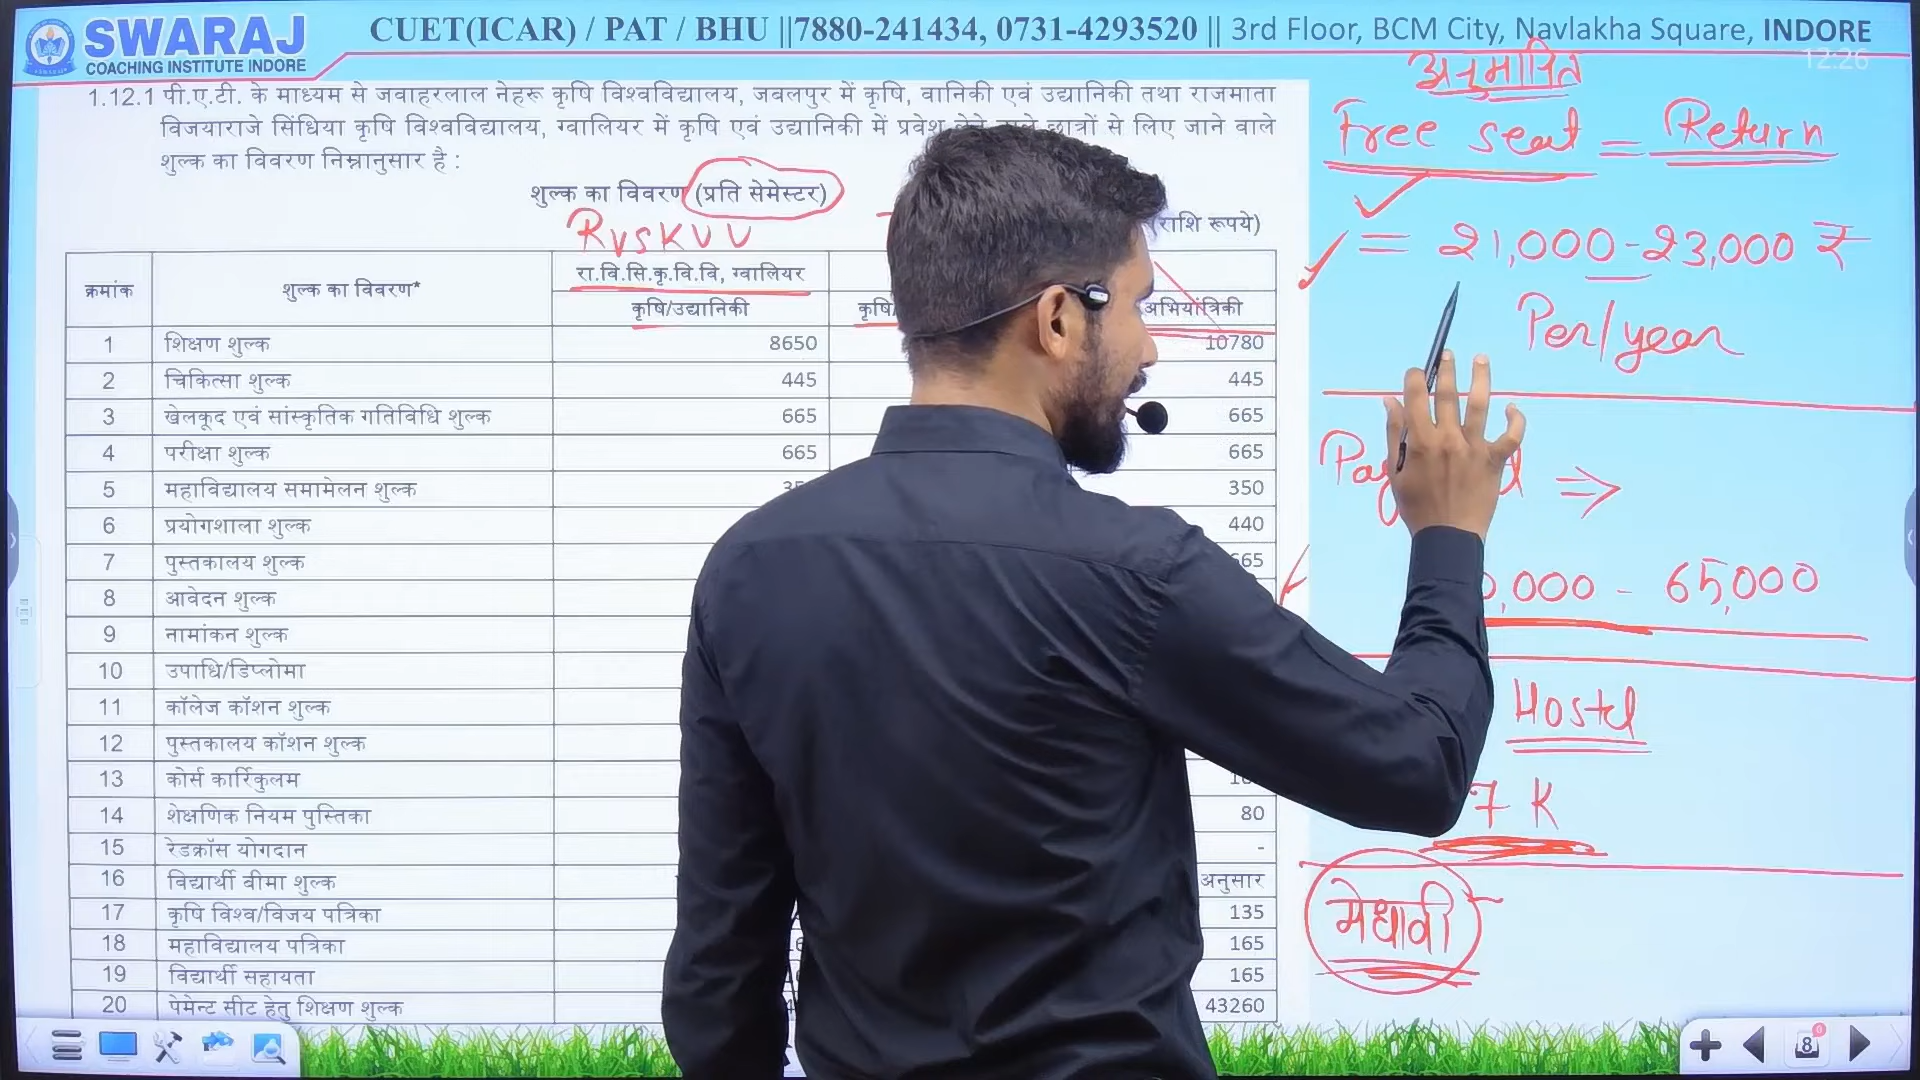 SWARAJ
COACHING INSTITUTE INDORE
CUET(ICAR) / PAT / BHU ||7880-241434, 0731-4293520 || 3rd Floor, BCM City, Navlakha Square, INDORE
12:26
1.12.1 पी.ए.टी. के माध्यम से जवाहरलाल नेहरू कृषि विश्वविद्यालय, जबलपुर में कृषि, वानिकी एवं उद्यानिकी तथा राजमाता
विजयाराजे सिंधिया कृषि विश्वविद्यालय, ग्वालियर में कृषि एवं उद्यानिकी में प्रवेश छात्रों से लिए जाने वाले
शुल्क का विवरण निम्नानुसार है :
शुल्क का विवरण (प्रति सेमेस्टर)
RVSKVV
(राशि रूपये)
क्रमांक शुल्क का विवरण* रा.वि.सि.कृ.वि.वि, ग्वालियर
कृषि/उद्यानिकी कृषि/ अभियांत्रिकी
1 शिक्षण शुल्क 8650 10780
2 चिकित्सा शुल्क 445 445
3 खेलकूद एवं सांस्कृतिक गतिविधि शुल्क 665 665
4 परीक्षा शुल्क 665 665
5 महाविद्यालय समामेलन शुल्क 350
6 प्रयोगशाला शुल्क 440
7 पुस्तकालय शुल्क
8 आवेदन शुल्क
9 नामांकन शुल्क
10 उपाधि/डिप्लोमा
11 कॉलेज कॉशन शुल्क
12 पुस्तकालय कॉशन शुल्क
13 कोर्स कार्रिकुलम
14 शेक्षणिक नियम पुस्तिका 80
15 रेडक्रॉस योगदान -
16 विद्यार्थी बीमा शुल्क अनुसार
17 कृषि विश्व/विजय पत्रिका 135
18 महाविद्यालय पत्रिका 165
19 विद्यार्थी सहायता 165
20 पेमेन्ट सीट हेतु शिक्षण शुल्क 43260
अनुमानित
Free seat = Return
= 21,000-23,000 ₹
Per/year
⇒
0,000 - 65,000
Hostel
7 K
मेधावी
8